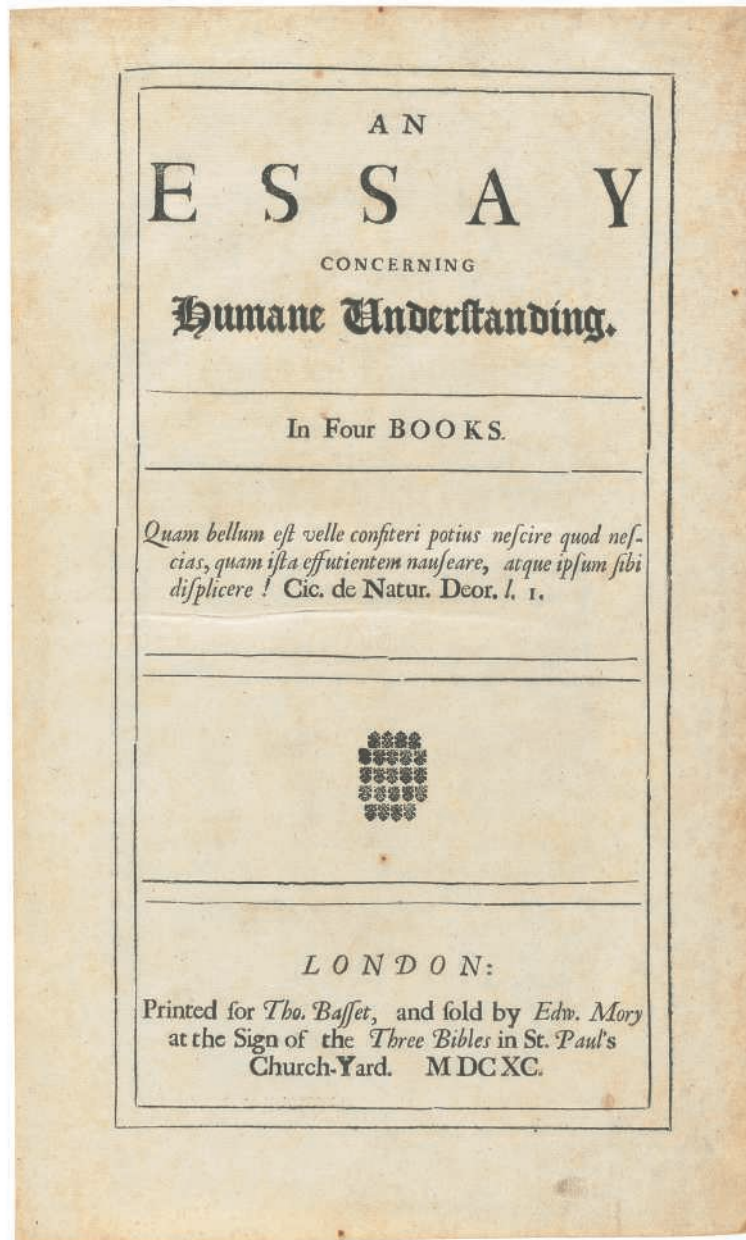 AN
ESSAY
CONCERNING
Humane Underſtanding.
In Four BOOKS.
Quam bellum eſt velle confiteri potius neſcire quod neſ-
cias, quam iſta effutientem nauſeare, atque ipſum ſibi
diſplicere ! Cic. de Natur. Deor. l. 1.
LONDON:
Printed for Tho. Baſſet, and ſold by Edw. Mory
at the Sign of the Three Bibles in St. Paul's
Church-Yard. MDCXC.